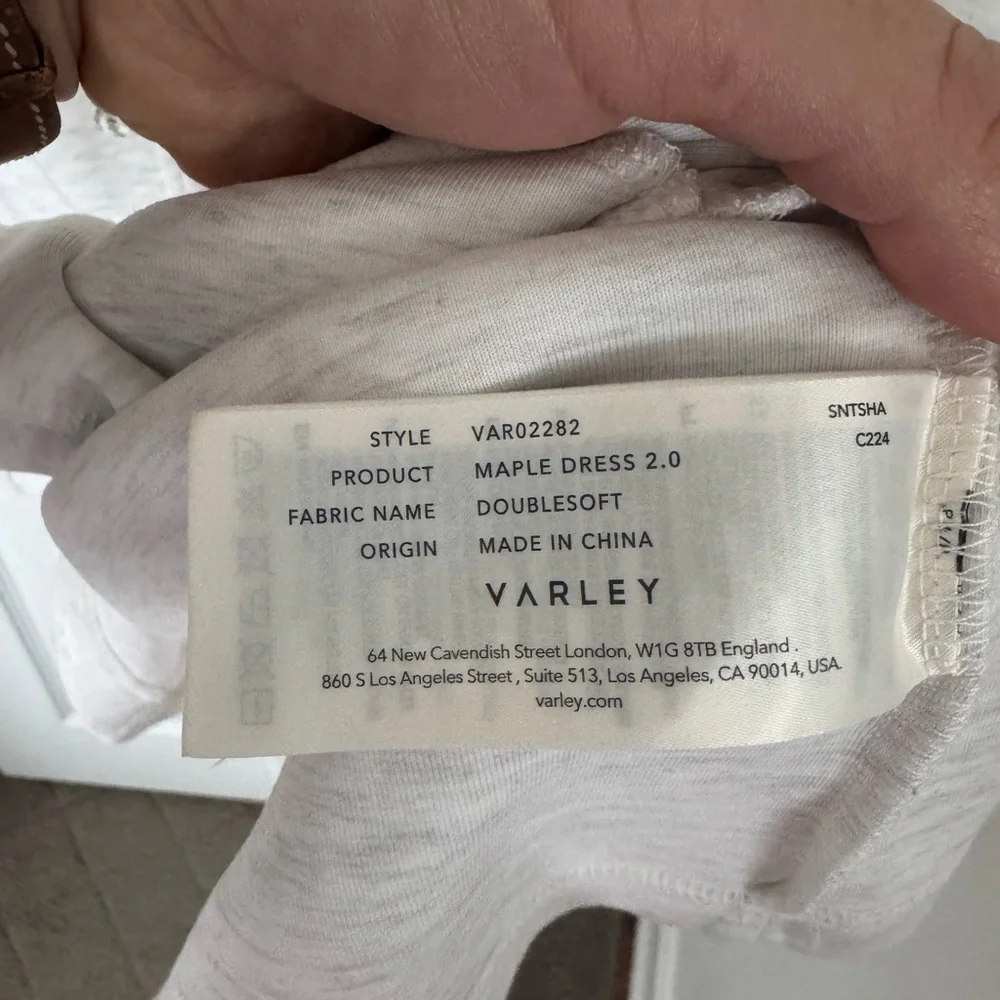 SNTSHA
C224
STYLE VAR02282
PRODUCT MAPLE DRESS 2.0
FABRIC NAME DOUBLESOFT
ORIGIN MADE IN CHINA
VARLEY
64 New Cavendish Street London, W1G 8TB England .
860 S Los Angeles Street , Suite 513, Los Angeles, CA 90014, USA.
varley.com